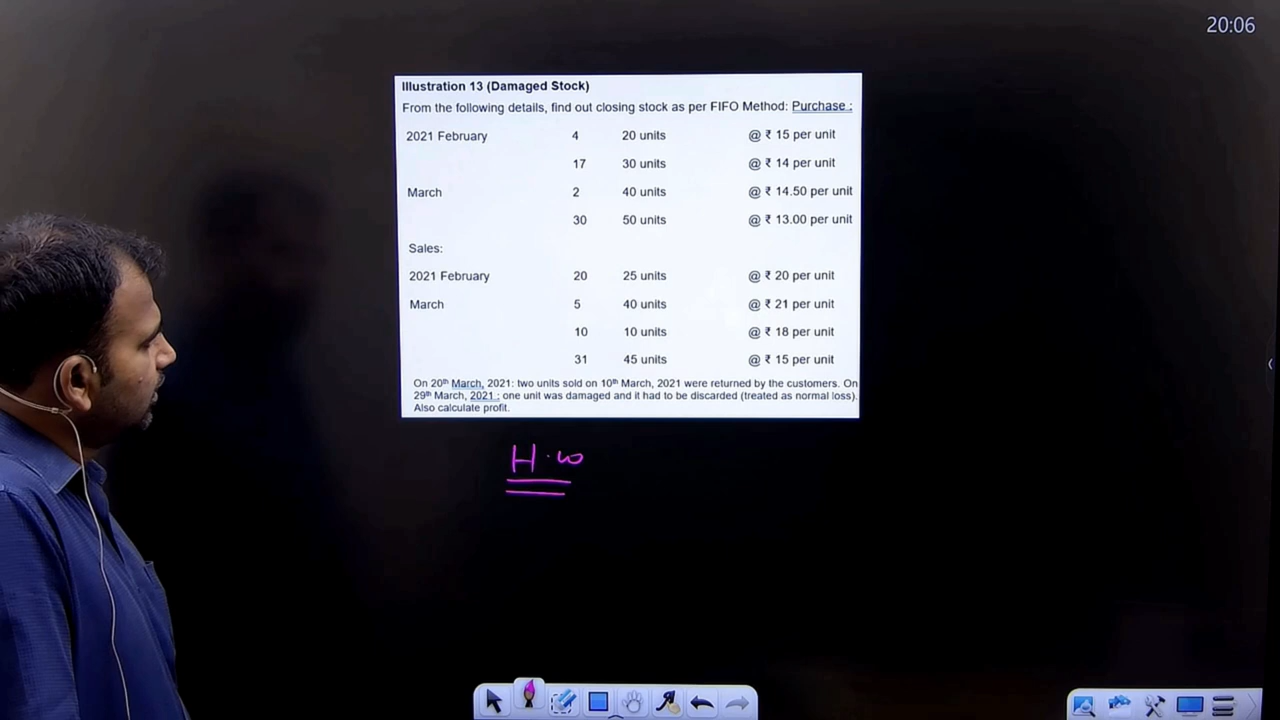 20:06
Illustration 13 (Damaged Stock)
From the following details, find out closing stock as per FIFO Method: Purchase :
2021 February 4 20 units @ ₹ 15 per unit
17 30 units @ ₹ 14 per unit
March 2 40 units @ ₹ 14.50 per unit
30 50 units @ ₹ 13.00 per unit
Sales:
2021 February 20 25 units @ ₹ 20 per unit
March 5 40 units @ ₹ 21 per unit
10 10 units @ ₹ 18 per unit
31 45 units @ ₹ 15 per unit
On 20th March, 2021: two units sold on 10th March, 2021 were returned by the customers. On
29th March, 2021 : one unit was damaged and it had to be discarded (treated as normal loss).
Also calculate profit.
H.w